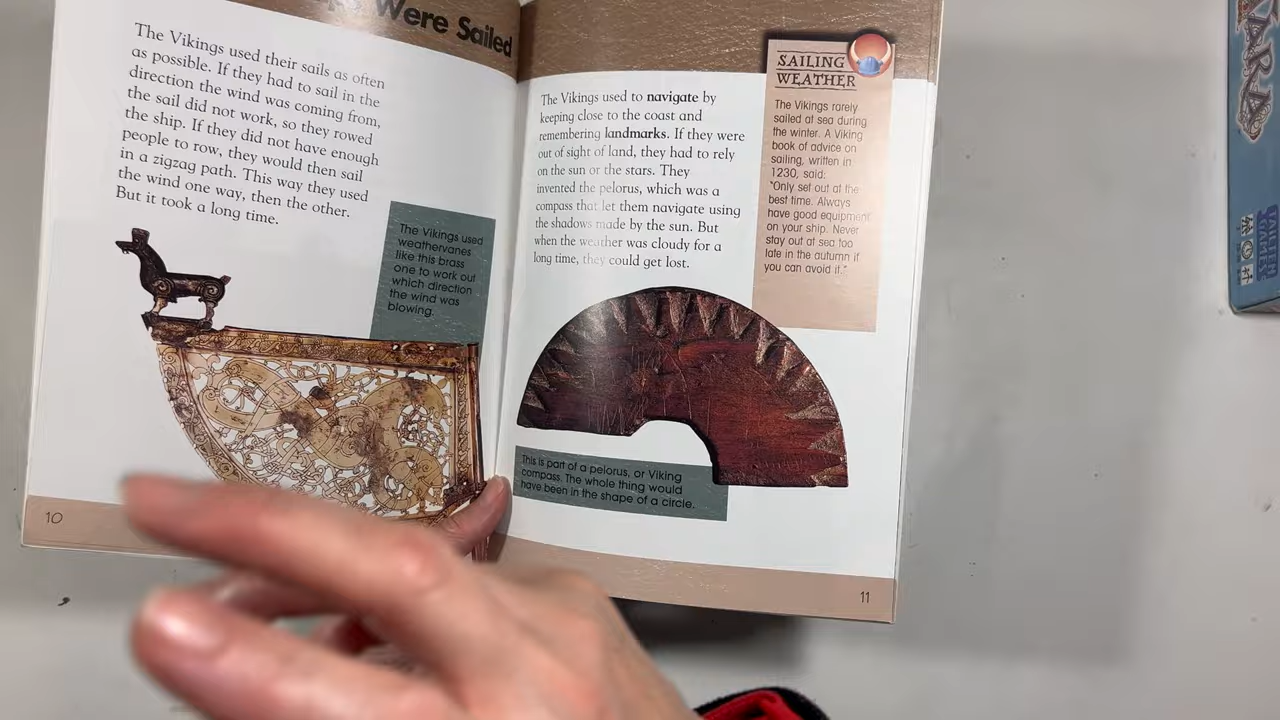 Were Sailed
The Vikings used their sails as often
as possible. If they had to sail in the
direction the wind was coming from,
the sail did not work, so they rowed
the ship. If they did not have enough
people to row, they would then sail
in a zigzag path. This way they used
the wind one way, then the other.
But it took a long time.
The Vikings used
weathervanes
like this brass
one to work out
which direction
the wind was
blowing.
10
The Vikings used to navigate by
keeping close to the coast and
remembering landmarks. If they were
out of sight of land, they had to rely
on the sun or the stars. They
invented the pelorus, which was a
compass that let them navigate using
the shadows made by the sun. But
when the weather was cloudy for a
long time, they could get lost.
SAILING
WEATHER
The Vikings rarely
sailed at sea during
the winter. A Viking
book of advice on
sailing, written in
1230, said:
"Only set out at the
best time. Always
have good equipment
on your ship. Never
stay out at sea too
late in the autumn if
you can avoid it."
This is part of a pelorus, or Viking
compass. The whole thing would
have been in the shape of a circle.
11